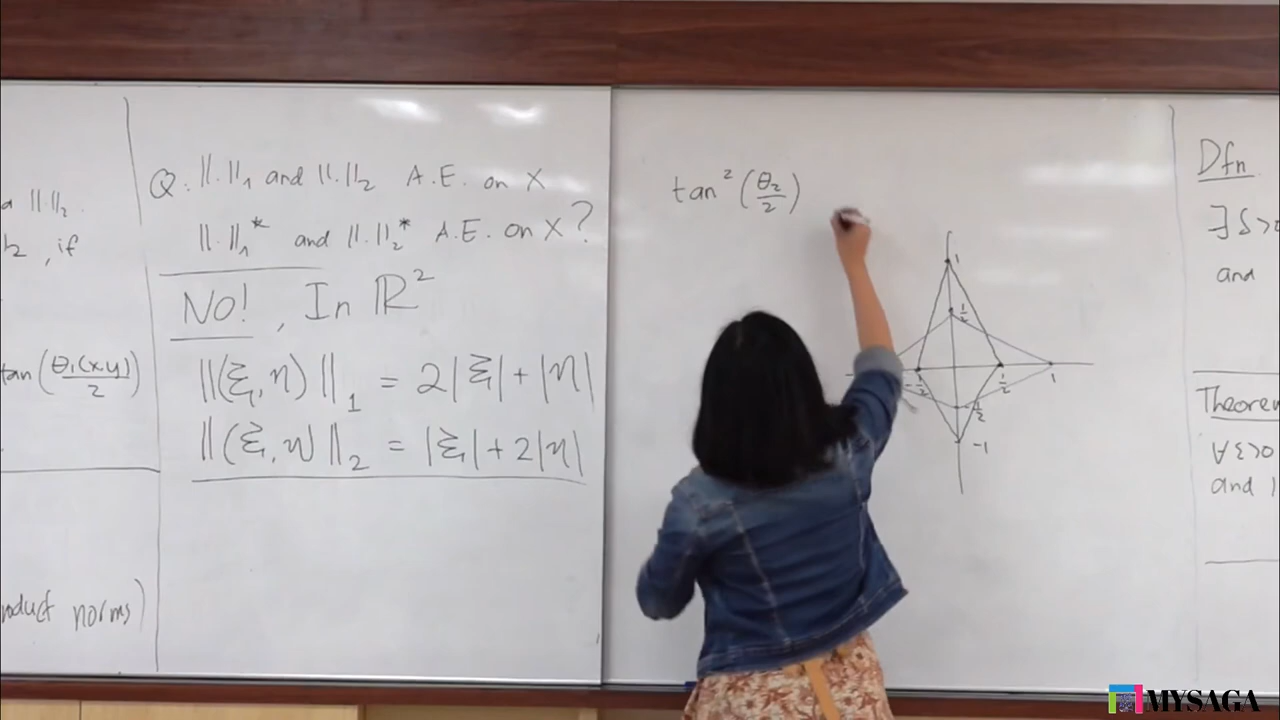 ‖.‖₂.
, if
tan(θ₁(x,y)/2)
product norms)
Q: ‖.‖₁ and ‖.‖₂ A.E. on X
‖.‖₁* and ‖.‖₂* A.E. on X?
NO!, In ℝ²
‖(ξ,η)‖₁ = 2|ξ|+|η|
‖(ξ,η)‖₂ = |ξ|+2|η|
tan²(θ₂/2)
1
1/2
-1/2
1/2
1
-1/2
-1
Dfn
∃δ>
and
Theorem
∀ε>0
and
MYSAGA